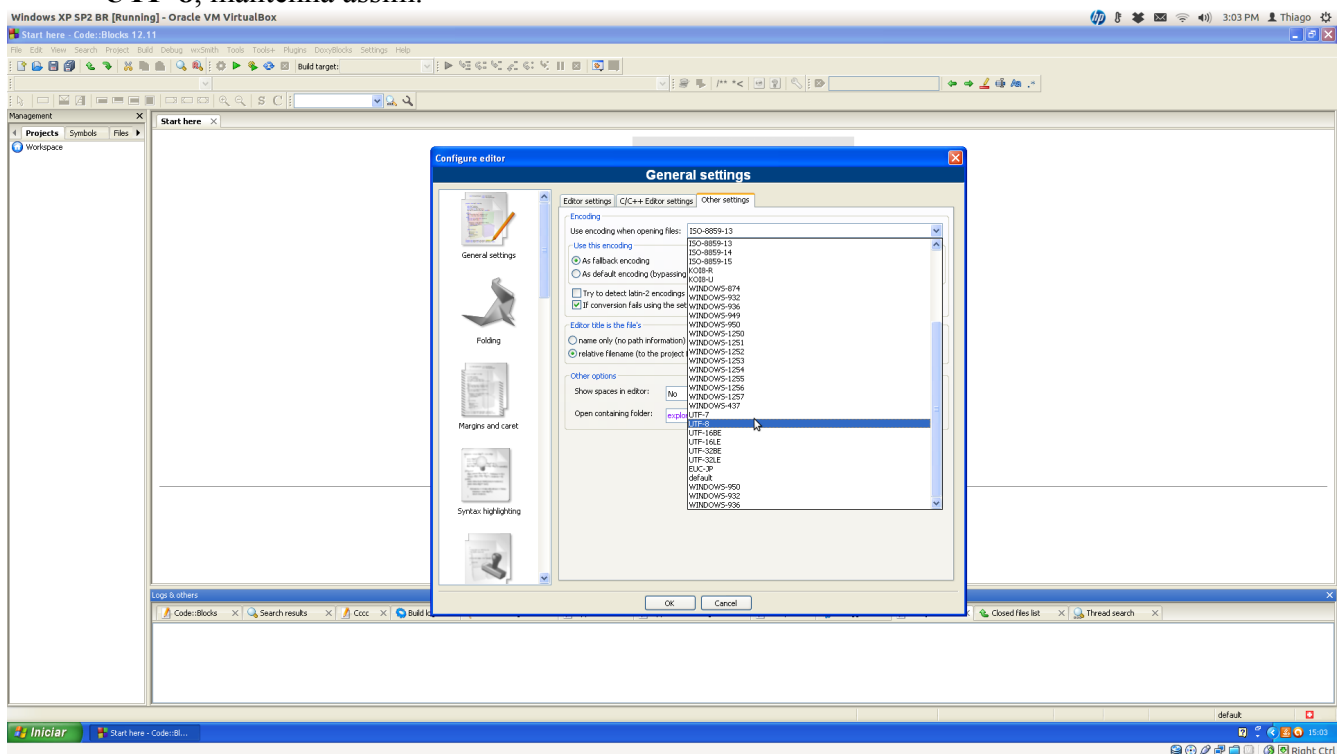 UTF-8, mantenha assim.
Windows XP SP2 BR [Running] - Oracle VM VirtualBox
3:03 PM Thiago
Start here - Code::Blocks 12.11
File Edit View Search Project Build Debug wxSmith Tools Tools+ Plugins DoxyBlocks Settings Help
Build target:
/** *<
S C
Management X
Start here X
Projects Symbols Files
Workspace
Configure editor
General settings
General settings
Folding
Margins and caret
Syntax highlighting
Editor settings C/C++ Editor settings Other settings
Encoding
Use encoding when opening files: ISO-8859-13
Use this encoding
As fallback encoding
As default encoding (bypassing
Try to detect latin-2 encodings
If conversion fails using the set
Editor title is the file's
name only (no path information)
relative filename (to the project
Other options
Show spaces in editor: No
Open containing folder: explo
ISO-8859-13
ISO-8859-14
ISO-8859-15
KOI8-R
KOI8-U
WINDOWS-874
WINDOWS-932
WINDOWS-936
WINDOWS-949
WINDOWS-950
WINDOWS-1250
WINDOWS-1251
WINDOWS-1252
WINDOWS-1253
WINDOWS-1254
WINDOWS-1255
WINDOWS-1256
WINDOWS-1257
WINDOWS-437
UTF-7
UTF-8
UTF-16BE
UTF-16LE
UTF-32BE
UTF-32LE
EUC-JP
default
WINDOWS-950
WINDOWS-932
WINDOWS-936
OK Cancel
Logs & others
Code::Blocks X Search results X Cccc X Build lo Closed files list X Thread search X
default
Iniciar Start here - Code::Bl... 15:03
Right Ctrl